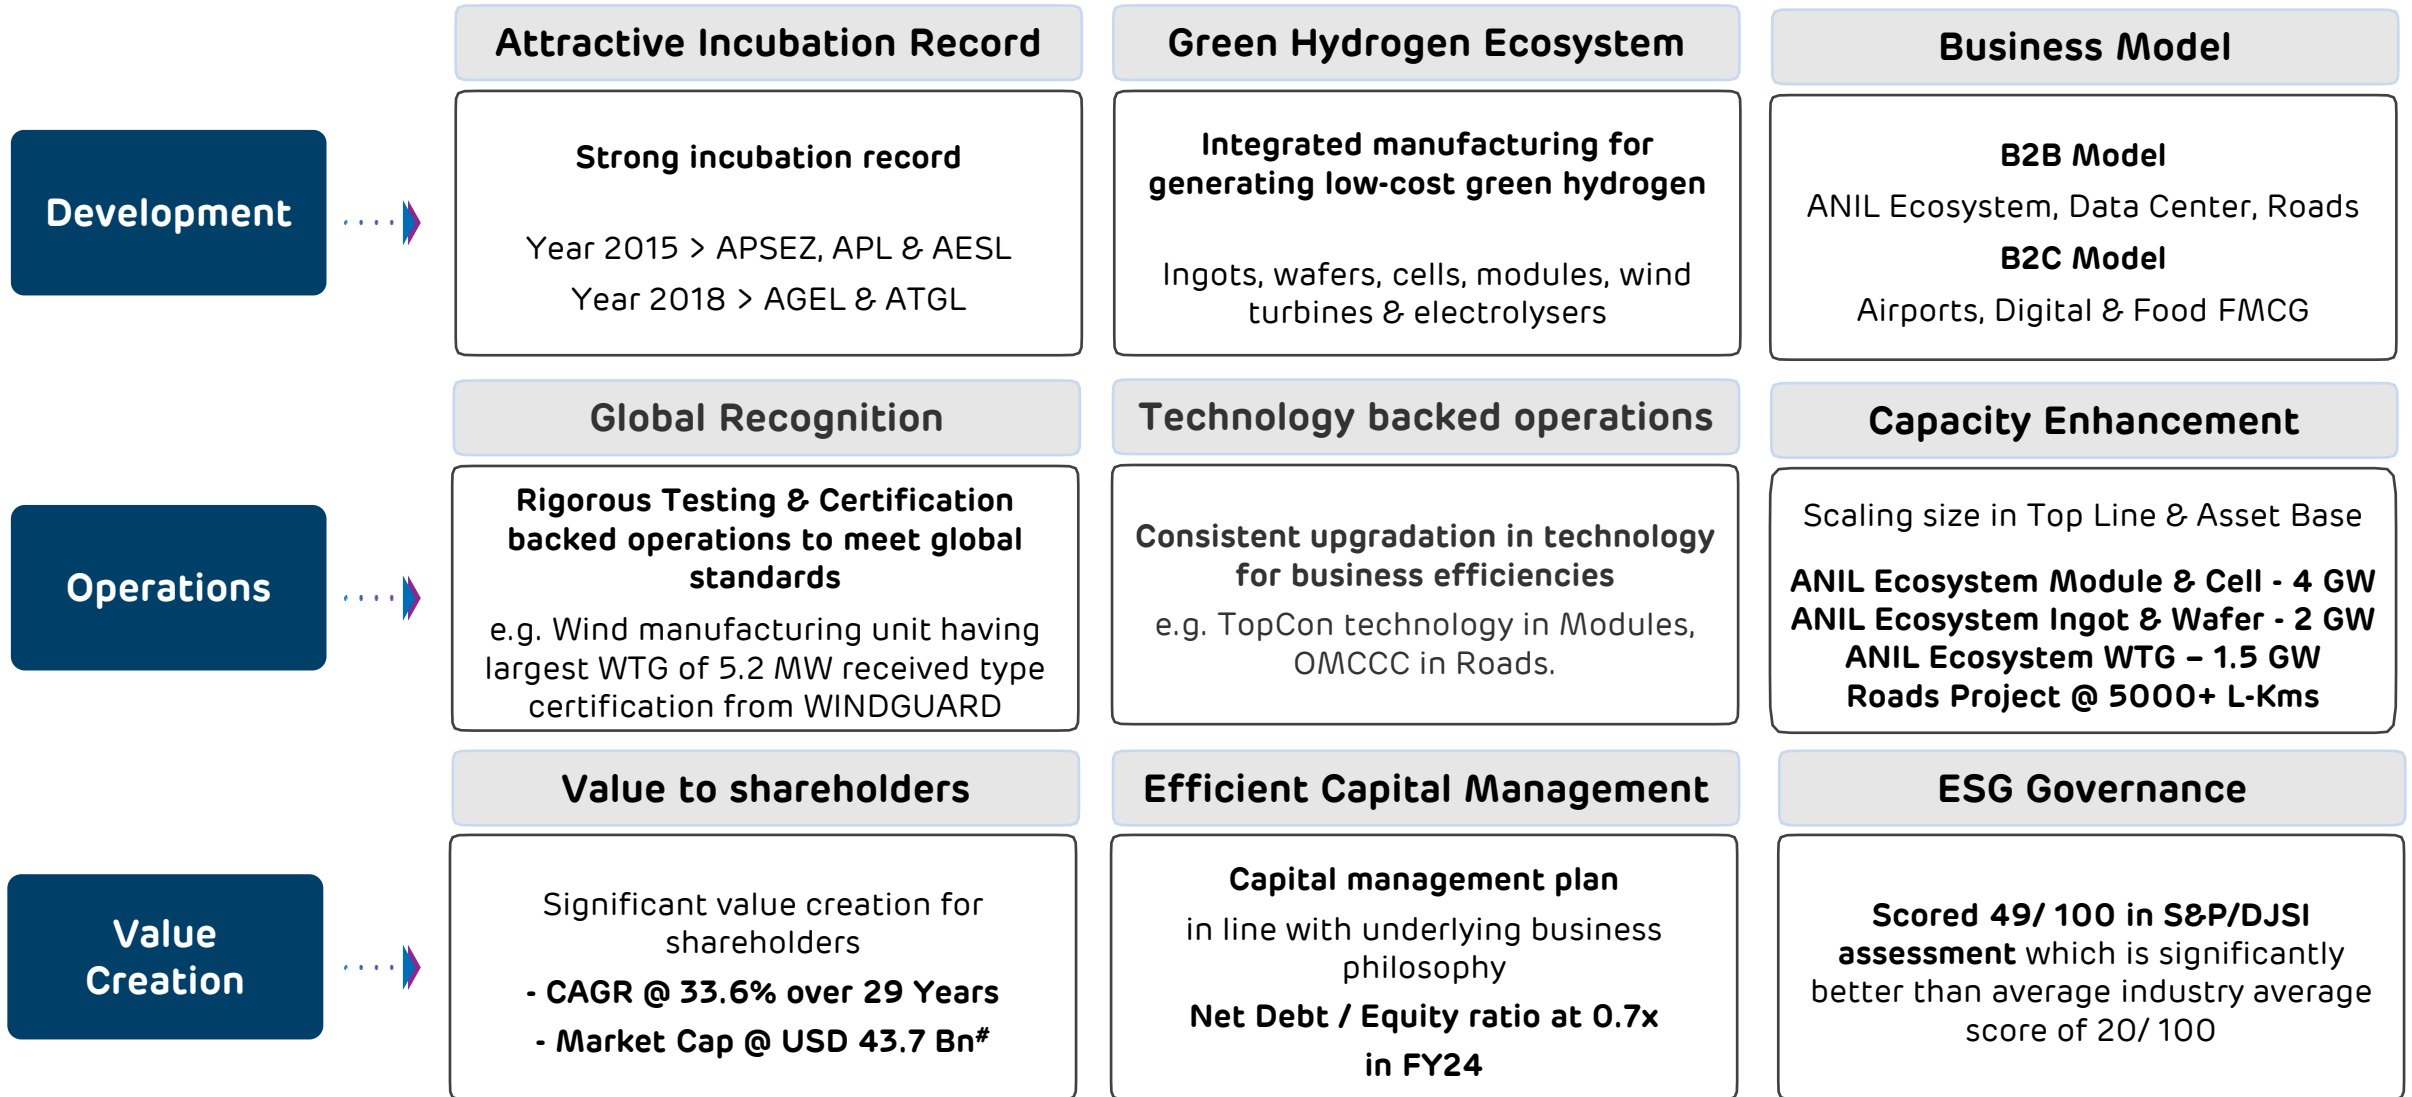 Attractive Incubation Record
Green Hydrogen Ecosystem
Business Model
Development
Strong incubation record
Year 2015 > APSEZ, APL & AESL
Year 2018 > AGEL & ATGL
Integrated manufacturing for
generating low-cost green hydrogen
Ingots, wafers, cells, modules, wind
turbines & electrolysers
B2B Model
ANIL Ecosystem, Data Center, Roads
B2C Model
Airports, Digital & Food FMCG
Global Recognition
Technology backed operations
Capacity Enhancement
Operations
Rigorous Testing & Certification
backed operations to meet global
standards
e.g. Wind manufacturing unit having
largest WTG of 5.2 MW received type
certification from WINDGUARD
Consistent upgradation in technology
for business efficiencies
e.g. TopCon technology in Modules,
OMCCC in Roads.
Scaling size in Top Line & Asset Base
ANIL Ecosystem Module & Cell - 4 GW
ANIL Ecosystem Ingot & Wafer - 2 GW
ANIL Ecosystem WTG – 1.5 GW
Roads Project @ 5000+ L-Kms
Value to shareholders
Efficient Capital Management
ESG Governance
Value
Creation
Significant value creation for
shareholders
- CAGR @ 33.6% over 29 Years
- Market Cap @ USD 43.7 Bn#
Capital management plan
in line with underlying business
philosophy
Net Debt / Equity ratio at 0.7x
in FY24
Scored 49/ 100 in S&P/DJSI
assessment which is significantly
better than average industry average
score of 20/ 100